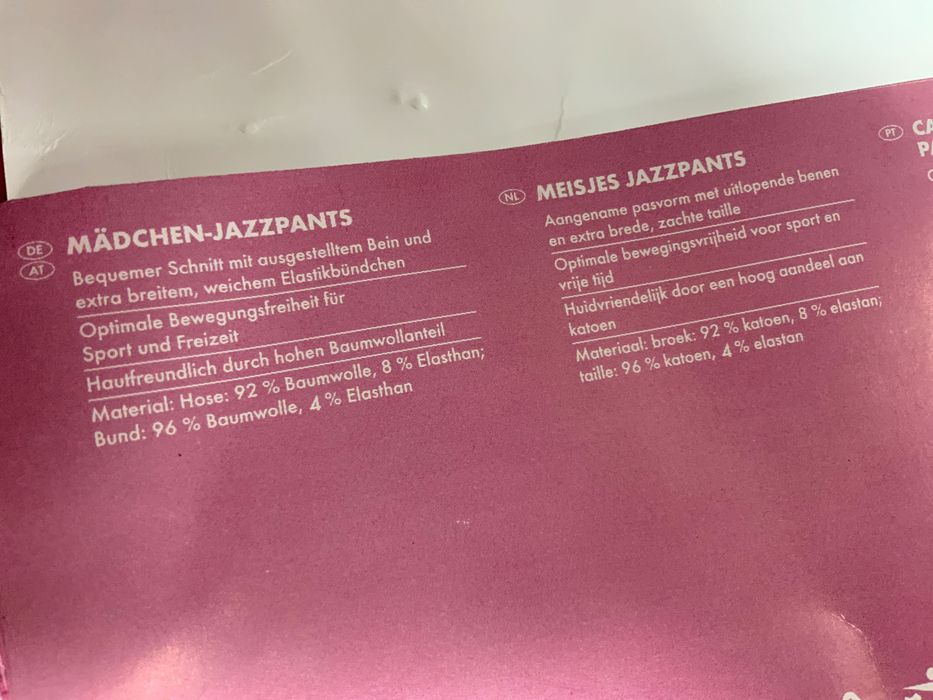 DE
AT
MÄDCHEN-JAZZPANTS
Bequemer Schnitt mit ausgestelltem Bein und
extra breitem, weichem Elastikbündchen
Optimale Bewegungsfreiheit für
Sport und Freizeit
Hautfreundlich durch hohen Baumwollanteil
Material: Hose: 92 % Baumwolle, 8 % Elasthan;
Bund: 96 % Baumwolle, 4 % Elasthan
NL
MEISJES JAZZPANTS
Aangename pasvorm met uitlopende benen
en extra brede, zachte taille
Optimale bewegingsvrijheid voor sport en
vrije tijd
Huidvriendelijk door een hoog aandeel aan
katoen
Materiaal: broek: 92 % katoen, 8 % elastan;
taille: 96 % katoen, 4 % elastan
PT